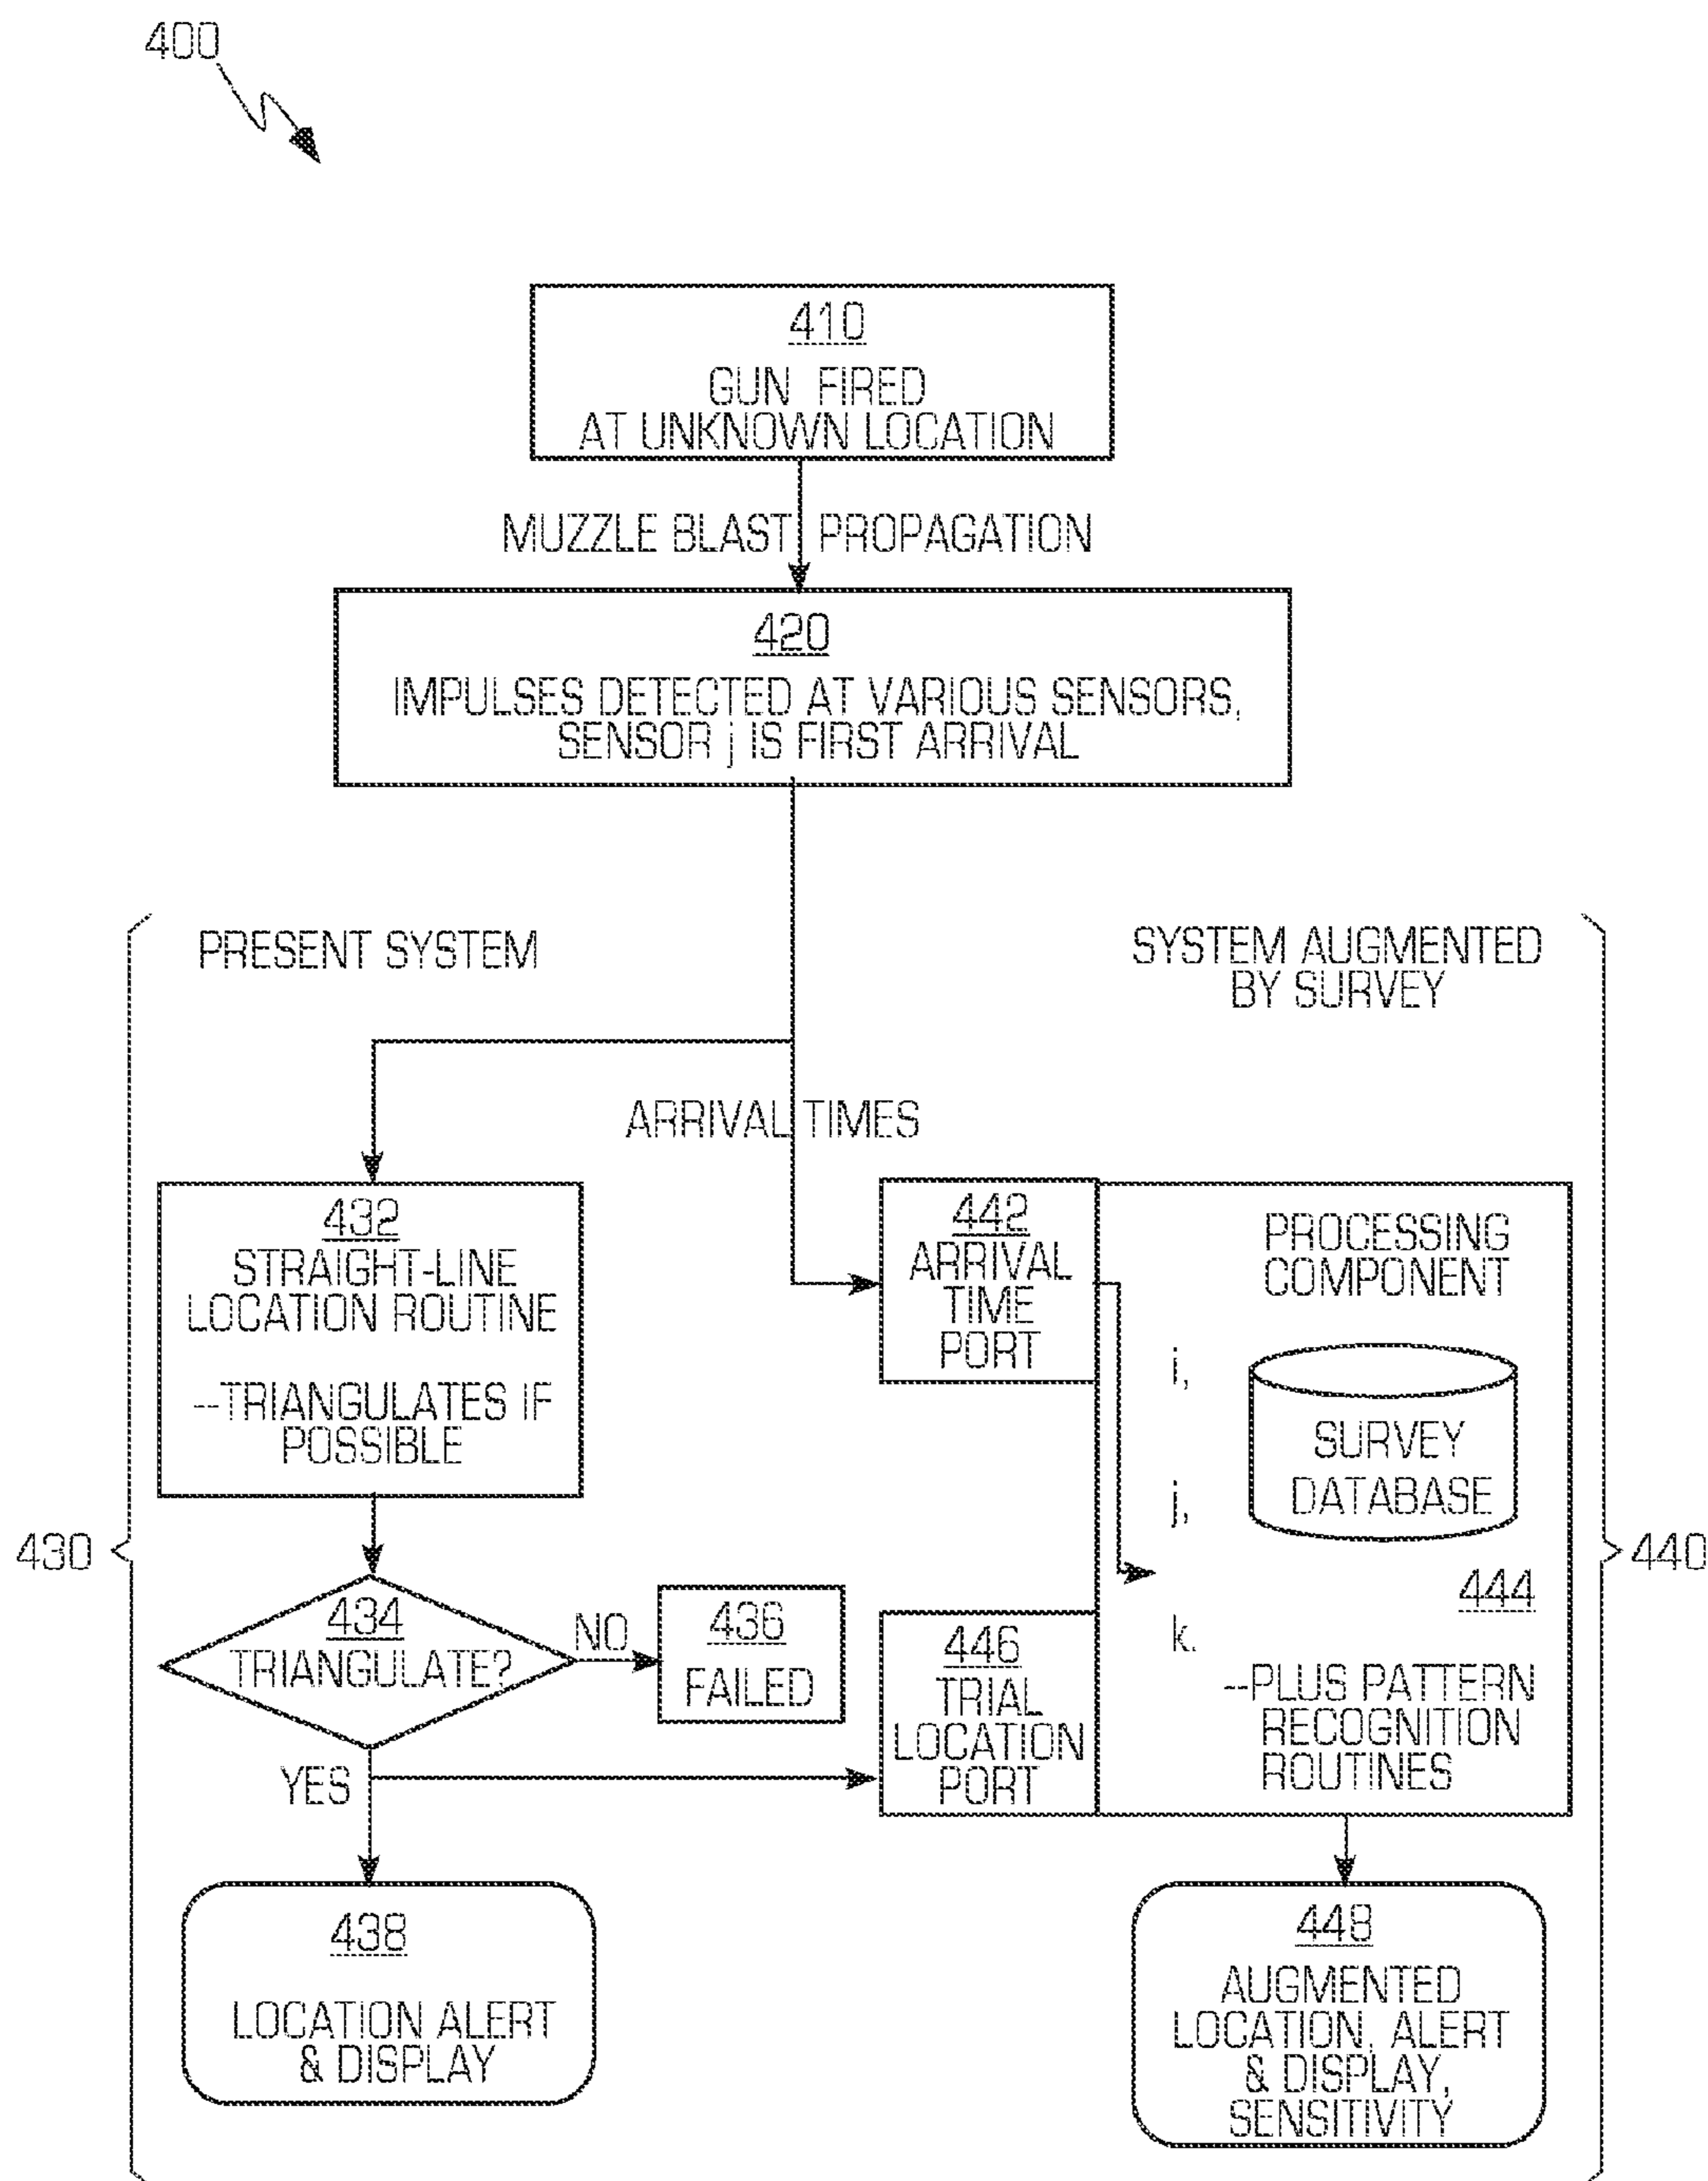 400
410
GUN FIRED
AT UNKNOWN LOCATION
MUZZLE BLAST PROPAGATION
420
IMPULSES DETECTED AT VARIOUS SENSORS,
SENSOR j IS FIRST ARRIVAL
PRESENT SYSTEM
SYSTEM AUGMENTED
BY SURVEY
ARRIVAL TIMES
432
STRAIGHT-LINE
LOCATION ROUTINE
--TRIANGULATES IF
POSSIBLE
442
ARRIVAL
TIME
PORT
PROCESSING
COMPONENT
i,
j,
k.
SURVEY
DATABASE
444
--PLUS PATTERN
RECOGNITION
ROUTINES
430
440
434
TRIANGULATE?
NO
436
FAILED
YES
446
TRIAL
LOCATION
PORT
438
LOCATION ALERT
& DISPLAY
448
AUGMENTED
LOCATION, ALERT
& DISPLAY,
SENSITIVITY